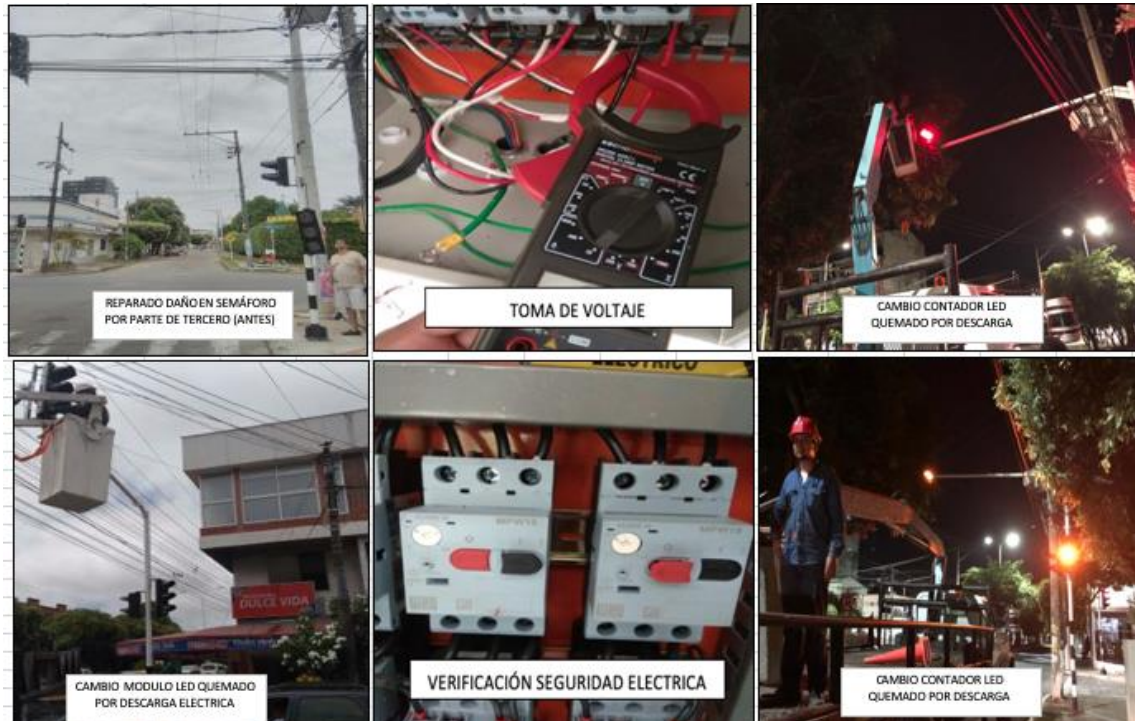 REPARADO DAÑO EN SEMÁFORO
POR PARTE DE TERCERO (ANTES)
TOMA DE VOLTAJE
CAMBIO CONTADOR LED
QUEMADO POR DESCARGA
DULCE VIDA
CAMBIO MODULO LED QUEMADO
POR DESCARGA ELECTRICA
ELÉCTRICO
VERIFICACIÓN SEGURIDAD ELECTRICA
CAMBIO CONTADOR LED
QUEMADO POR DESCARGA